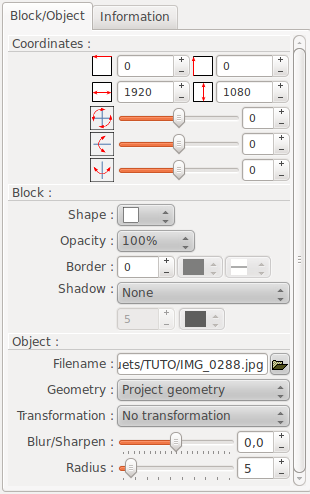 Block/Object Information
Coordinates :
0 0
1920 1080
0
0
0
Block :
Shape :
Opacity : 100%
Border : 0
Shadow : None
5
Object :
Filename : uets/TUTO/IMG_0288.jpg
Geometry : Project geometry
Transformation : No transformation
Blur/Sharpen : 0,0
Radius : 5